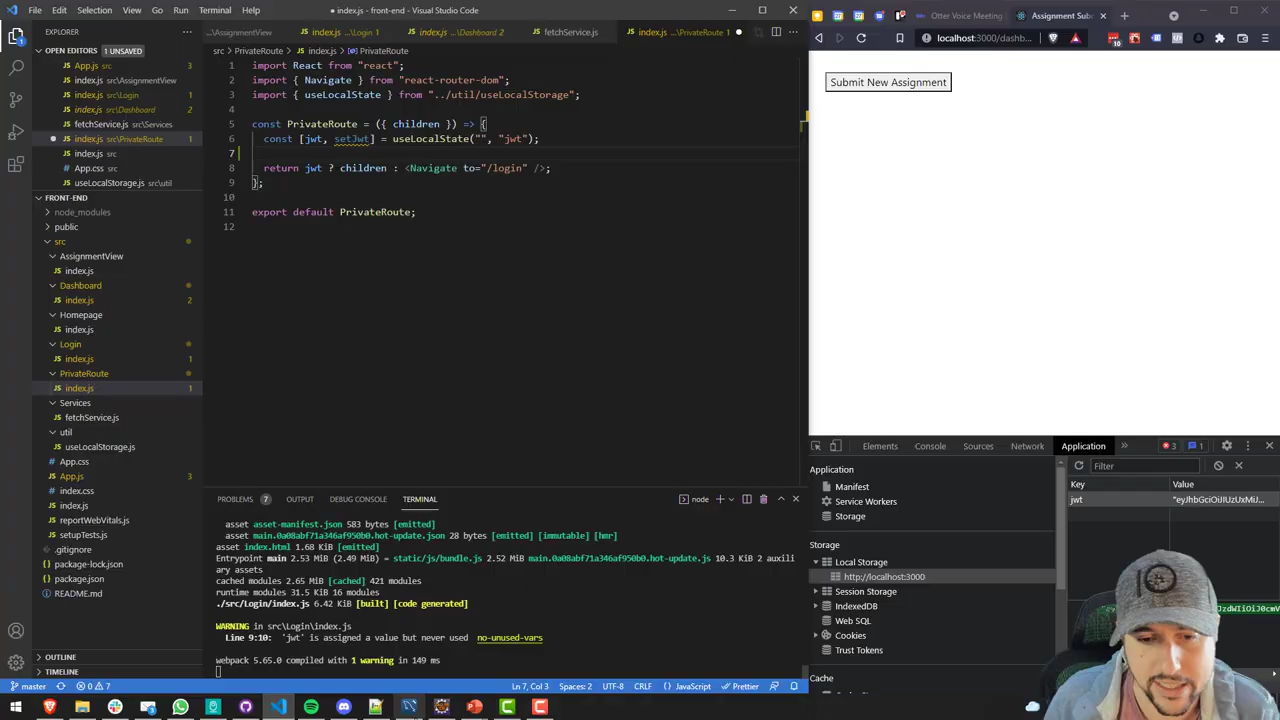 File Edit Selection View Go Run Terminal Help
● index.js - front-end - Visual Studio Code
EXPLORER
OPEN EDITORS 1 UNSAVED
App.js src 3
index.js src\AssignmentView
index.js src\Login 1
index.js src\Dashboard 2
fetchService.js src\Services
index.js src\PrivateRoute 1
index.js src
App.css src
useLocalStorage.js src\util
FRONT-END
node_modules
public
src
AssignmentView
index.js
Dashboard
index.js 2
Homepage
index.js
Login
index.js 1
PrivateRoute
index.js 1
Services
fetchService.js
util
useLocalStorage.js
App.css
App.js 3
index.css
index.js
reportWebVitals.js
setupTests.js
.gitignore
package-lock.json
package.json
README.md
OUTLINE
TIMELINE
...\AssignmentView
index.js ...\Login 1
index.js ...\Dashboard 2
fetchService.js
index.js ...\PrivateRoute 1
src > PrivateRoute > index.js > PrivateRoute
1 import React from "react";
2 import { Navigate } from "react-router-dom";
3 import { useLocalState } from "../util/useLocalStorage";
4
5 const PrivateRoute = ({ children }) => {
6 const [jwt, setJwt] = useLocalState("", "jwt");
7
8 return jwt ? children : <Navigate to="/login" />;
9 };
10
11 export default PrivateRoute;
12
PROBLEMS 7 OUTPUT DEBUG CONSOLE TERMINAL
node
asset asset-manifest.json 583 bytes [emitted]
asset main.0a08abf71a346af950b0.hot-update.js 28 bytes [emitted] [immutable] [hmr]
asset index.html 1.68 KiB [emitted]
Entrypoint main 2.53 MiB (2.49 MiB) = static/js/bundle.js 2.52 MiB main.0a08abf71a346af950b0.hot-update.js 10.3 KiB 2 auxili
ary assets
cached modules 2.65 MiB [cached] 421 modules
runtime modules 31.5 KiB 16 modules
./src/Login/index.js 6.42 KiB [built] [code generated]
WARNING in src\Login\index.js
Line 9:10: 'jwt' is assigned a value but never used no-unused-vars
webpack 5.65.0 compiled with 1 warning in 149 ms
master 0 7
Ln 7, Col 3 Spaces: 2 UTF-8 CRLF JavaScript Prettier
Otter Voice Meeting
Assignment Sub
localhost:3000/dashb...
10
Submit New Assignment
Elements Console Sources Network Application 3 1
Application
Manifest
Service Workers
Storage
Storage
Local Storage
http://localhost:3000
Session Storage
IndexedDB
Web SQL
Cookies
Trust Tokens
Cache
Filter
Key Value
jwt "eyJhbGciOiJIUzUxMiJ...